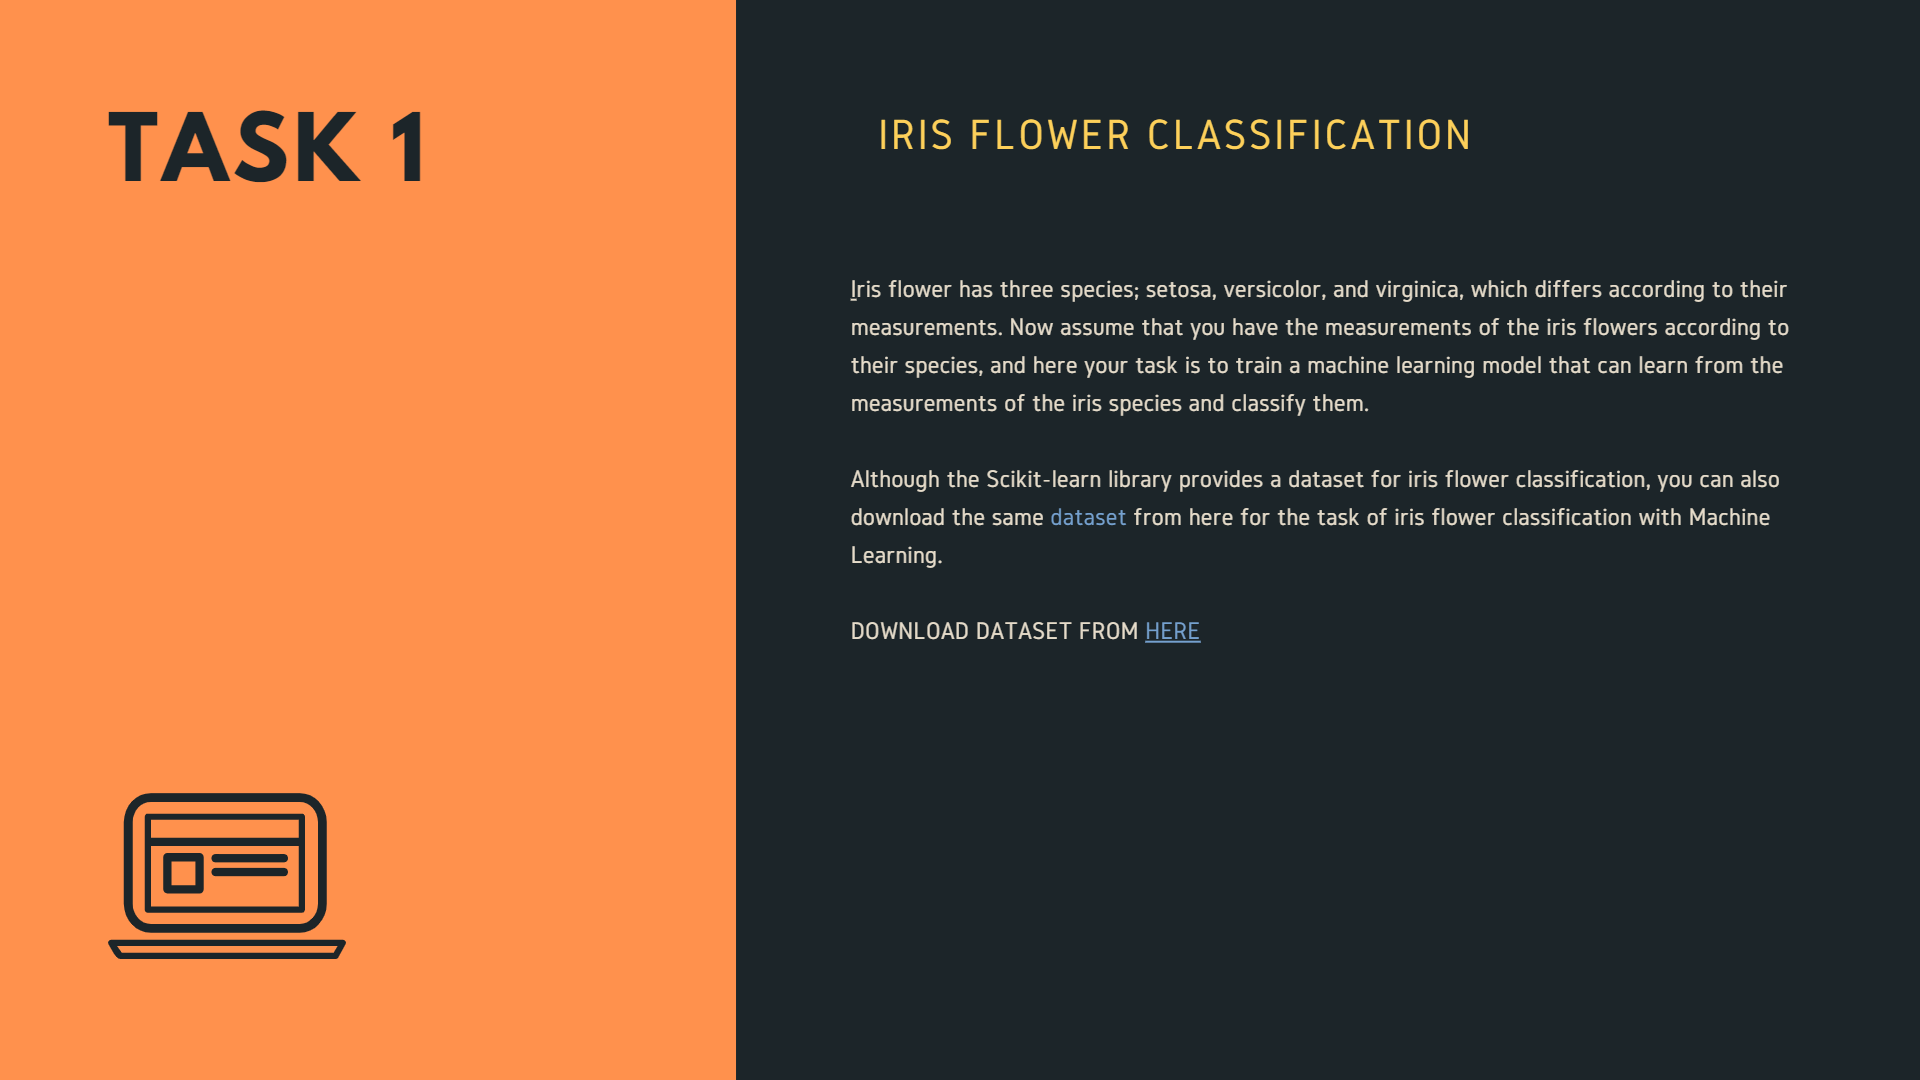 TASK 1
IRIS FLOWER CLASSIFICATION
Iris flower has three species; setosa, versicolor, and virginica, which differs according to their
measurements. Now assume that you have the measurements of the iris flowers according to
their species, and here your task is to train a machine learning model that can learn from the
measurements of the iris species and classify them.
Although the Scikit-learn library provides a dataset for iris flower classification, you can also
download the same dataset from here for the task of iris flower classification with Machine
Learning.
DOWNLOAD DATASET FROM HERE